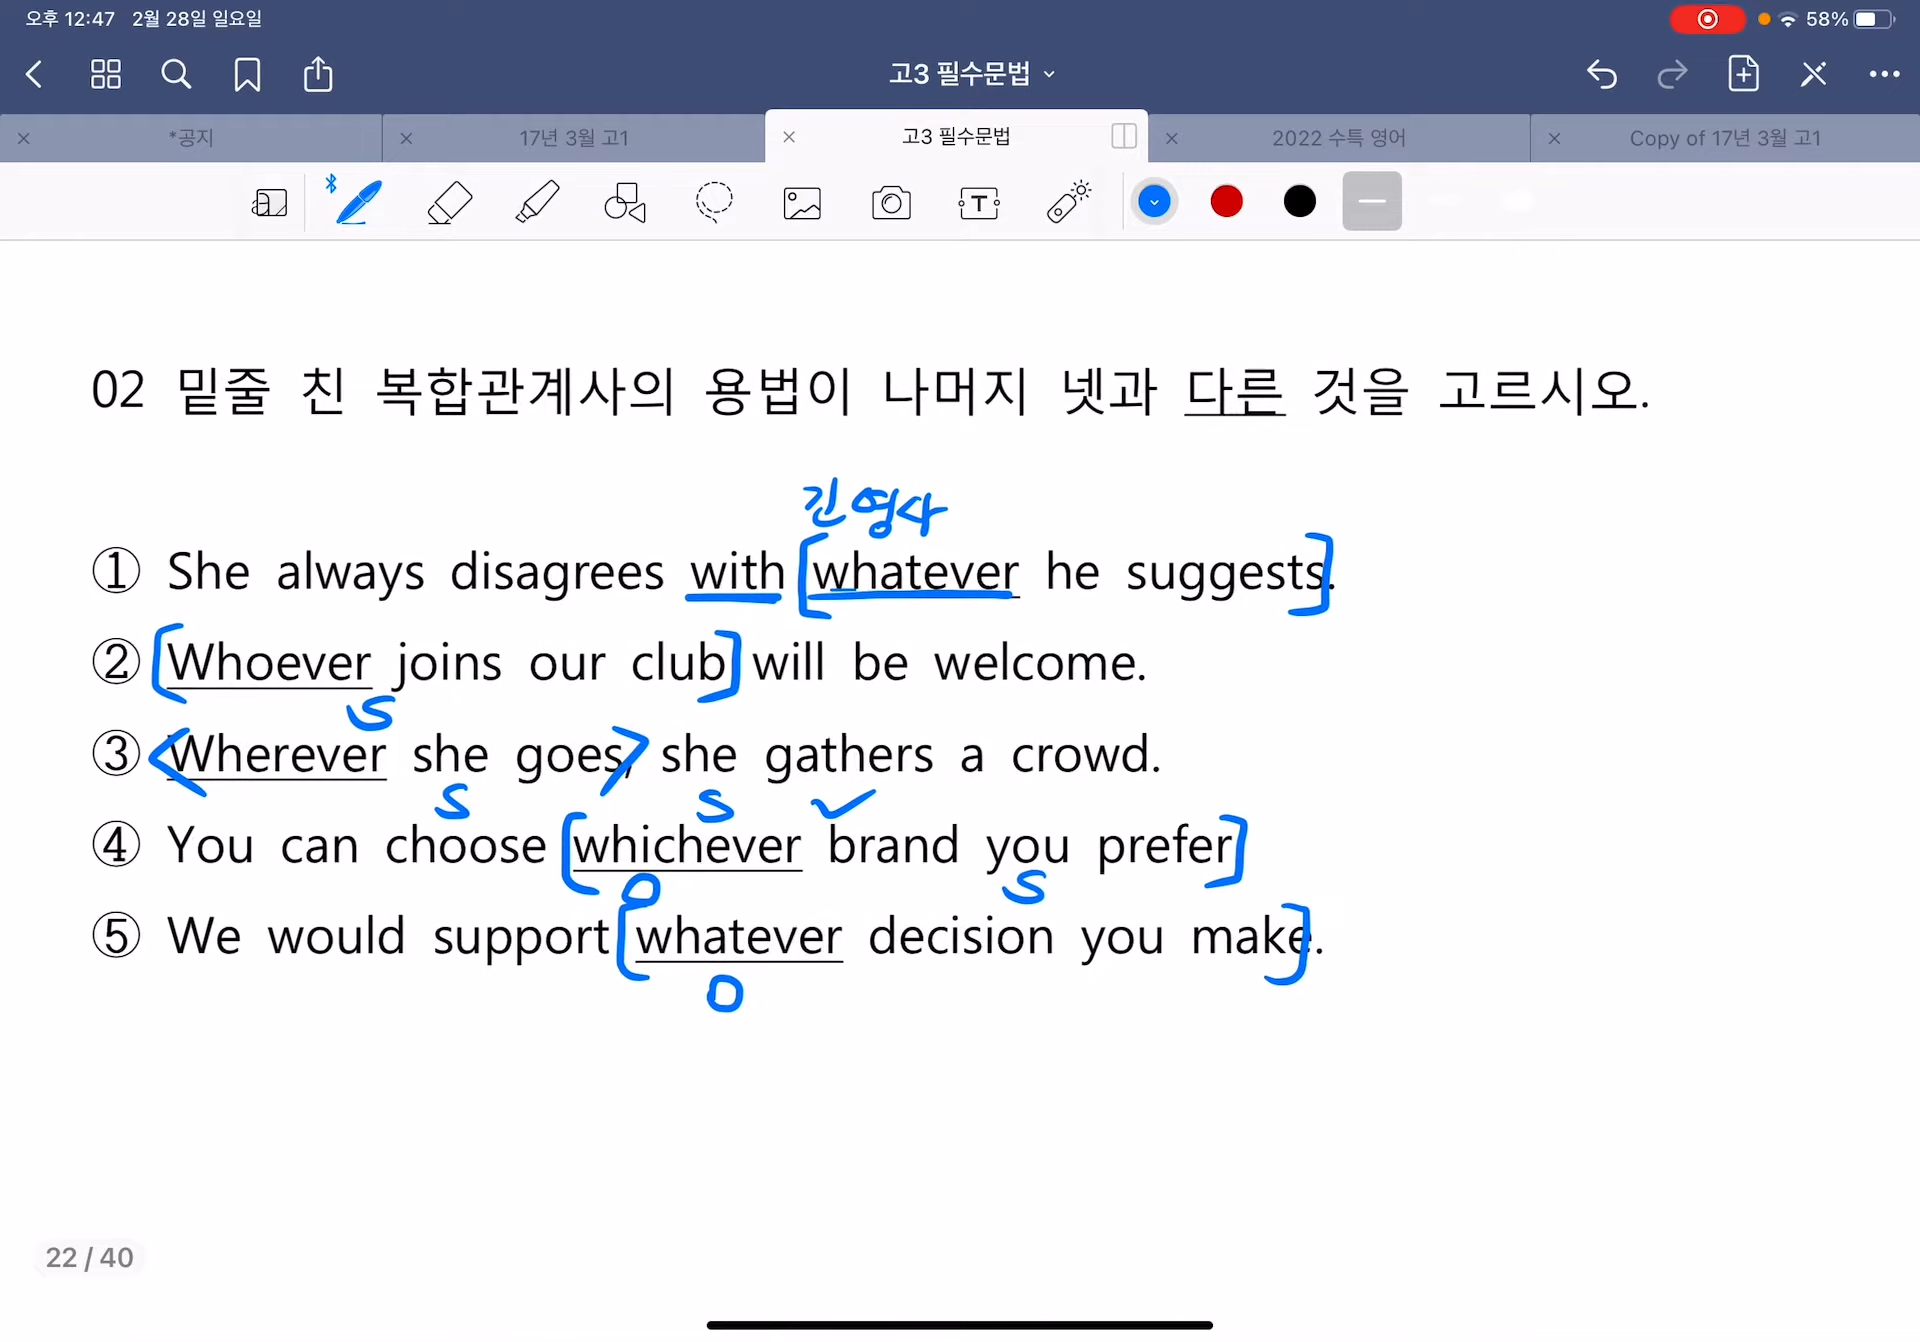 오후 12:47 2월 28일 일요일 58%
고3 필수문법
*공지 17년 3월 고1 고3 필수문법 2022 수특 영어 Copy of 17년 3월 고1
02 밑줄 친 복합관계사의 용법이 나머지 넷과 다른 것을 고르시오.
긴 명사
① She always disagrees with [whatever he suggests].
② [Whoever joins our club] will be welcome.
S
③ <Wherever she goes,> she gathers a crowd.
S S
④ You can choose [whichever brand you prefer]
O S
⑤ We would support [whatever decision you make].
O
22 / 40